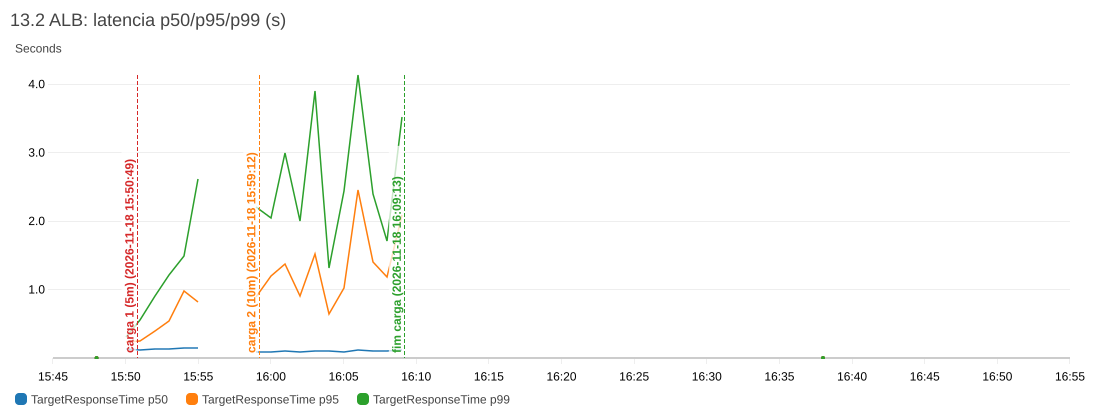 13.2 ALB: latencia p50/p95/p99 (s)
Seconds
4.0
3.0
2.0
1.0
carga 1 (5m) (2026-11-18 15:50:49)
carga 2 (10m) (2026-11-18 15:59:12)
fim carga (2026-11-18 16:09:13)
15:45 15:50 15:55 16:00 16:05 16:10 16:15 16:20 16:25 16:30 16:35 16:40 16:45 16:50 16:55
TargetResponseTime p50 TargetResponseTime p95 TargetResponseTime p99